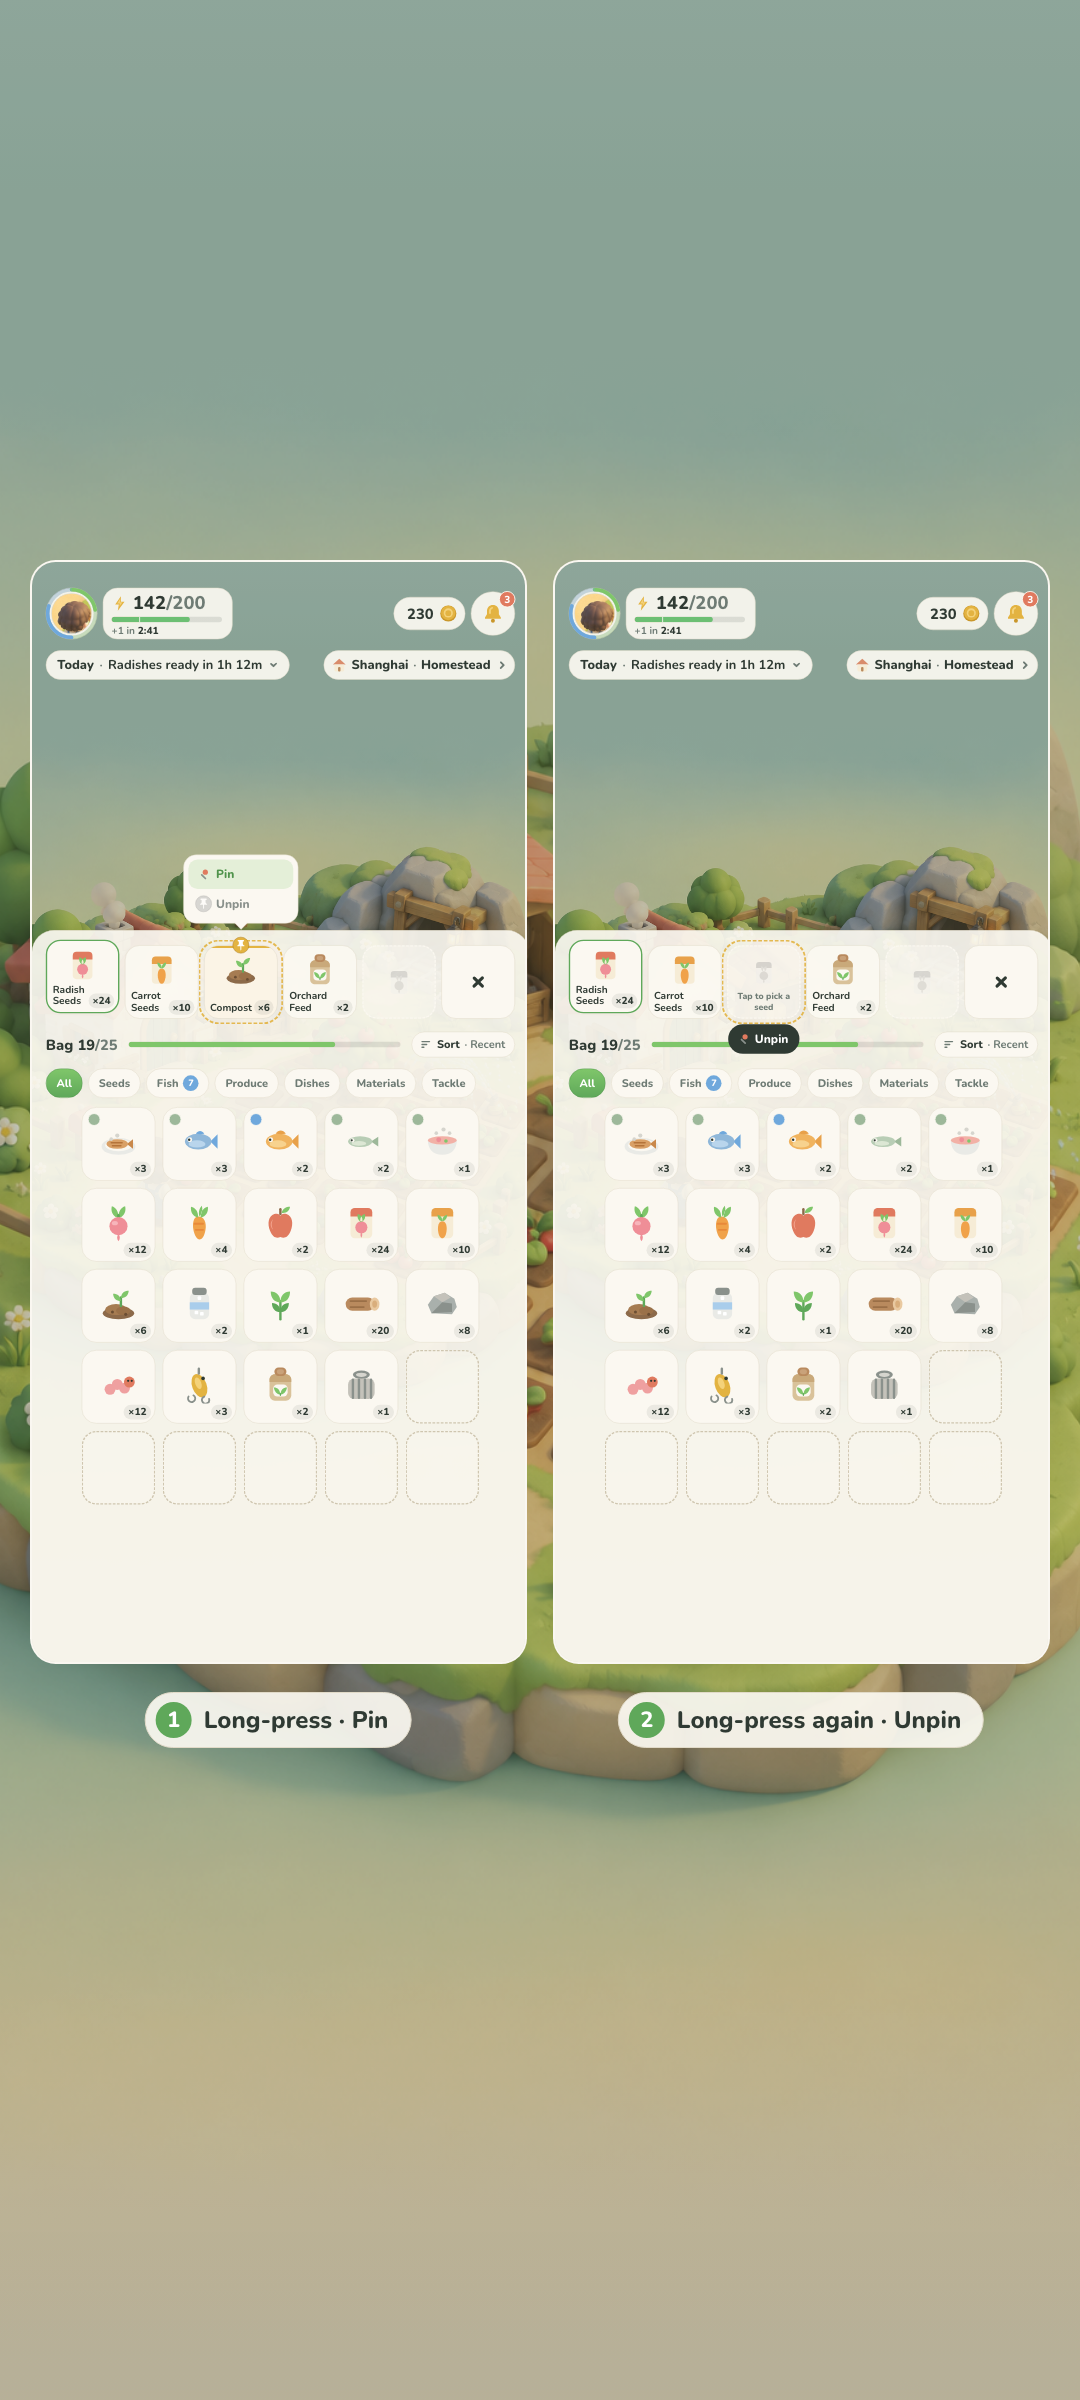 142/200
+1 in 2:41
230
3
Today · Radishes ready in 1h 12m
Shanghai · Homestead
Pin
Unpin
Radish
Seeds
×24
Carrot
Seeds
×10
Compost
×6
Orchard
Feed
×2
Bag 19/25
Sort · Recent
All
Seeds
Fish 7
Produce
Dishes
Materials
Tackle
×3
×3
×2
×2
×1
×12
×4
×2
×24
×10
×6
×2
×1
×20
×8
×12
×3
×2
×1
1 Long-press · Pin
142/200
+1 in 2:41
230
3
Today · Radishes ready in 1h 12m
Shanghai · Homestead
Radish
Seeds
×24
Carrot
Seeds
×10
Tap to pick a
seed
Orchard
Feed
×2
Unpin
Bag 19/25
Sort · Recent
All
Seeds
Fish 7
Produce
Dishes
Materials
Tackle
×3
×3
×2
×2
×1
×12
×4
×2
×24
×10
×6
×2
×1
×20
×8
×12
×3
×2
×1
2 Long-press again · Unpin